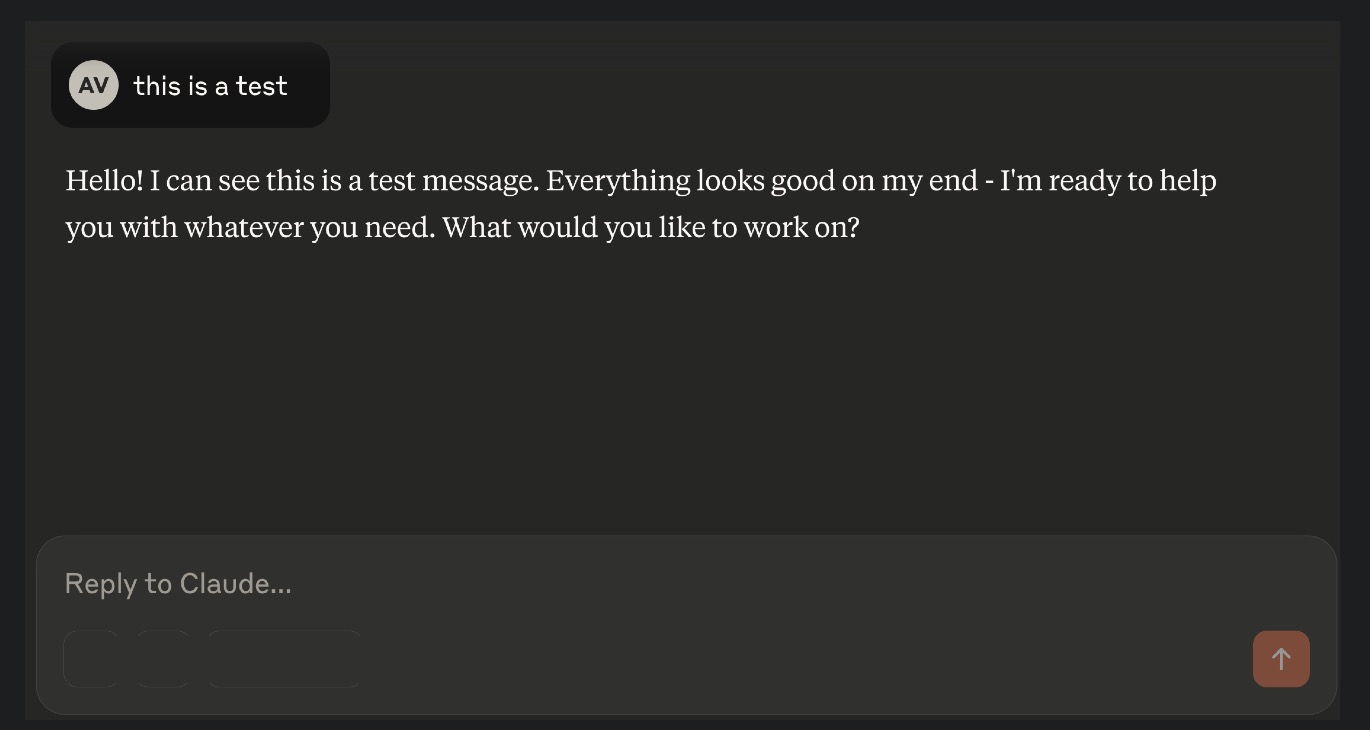 AV this is a test
Hello! I can see this is a test message. Everything looks good on my end - I'm ready to help
you with whatever you need. What would you like to work on?
Reply to Claude...